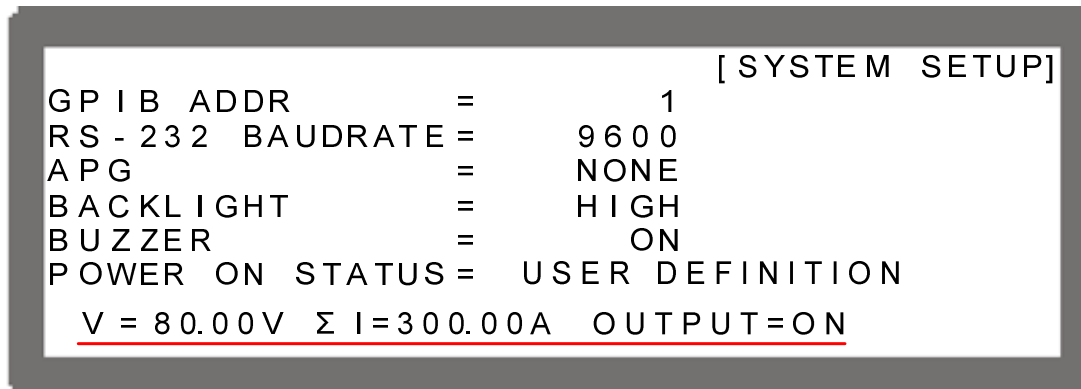 [SYSTEM SETUP]
GPIB ADDR = 1
RS-232 BAUDRATE = 9600
APG = NONE
BACKLIGHT = HIGH
BUZZER = ON
POWER ON STATUS = USER DEFINITION
V = 80.00V Σ I=300.00A OUTPUT=ON